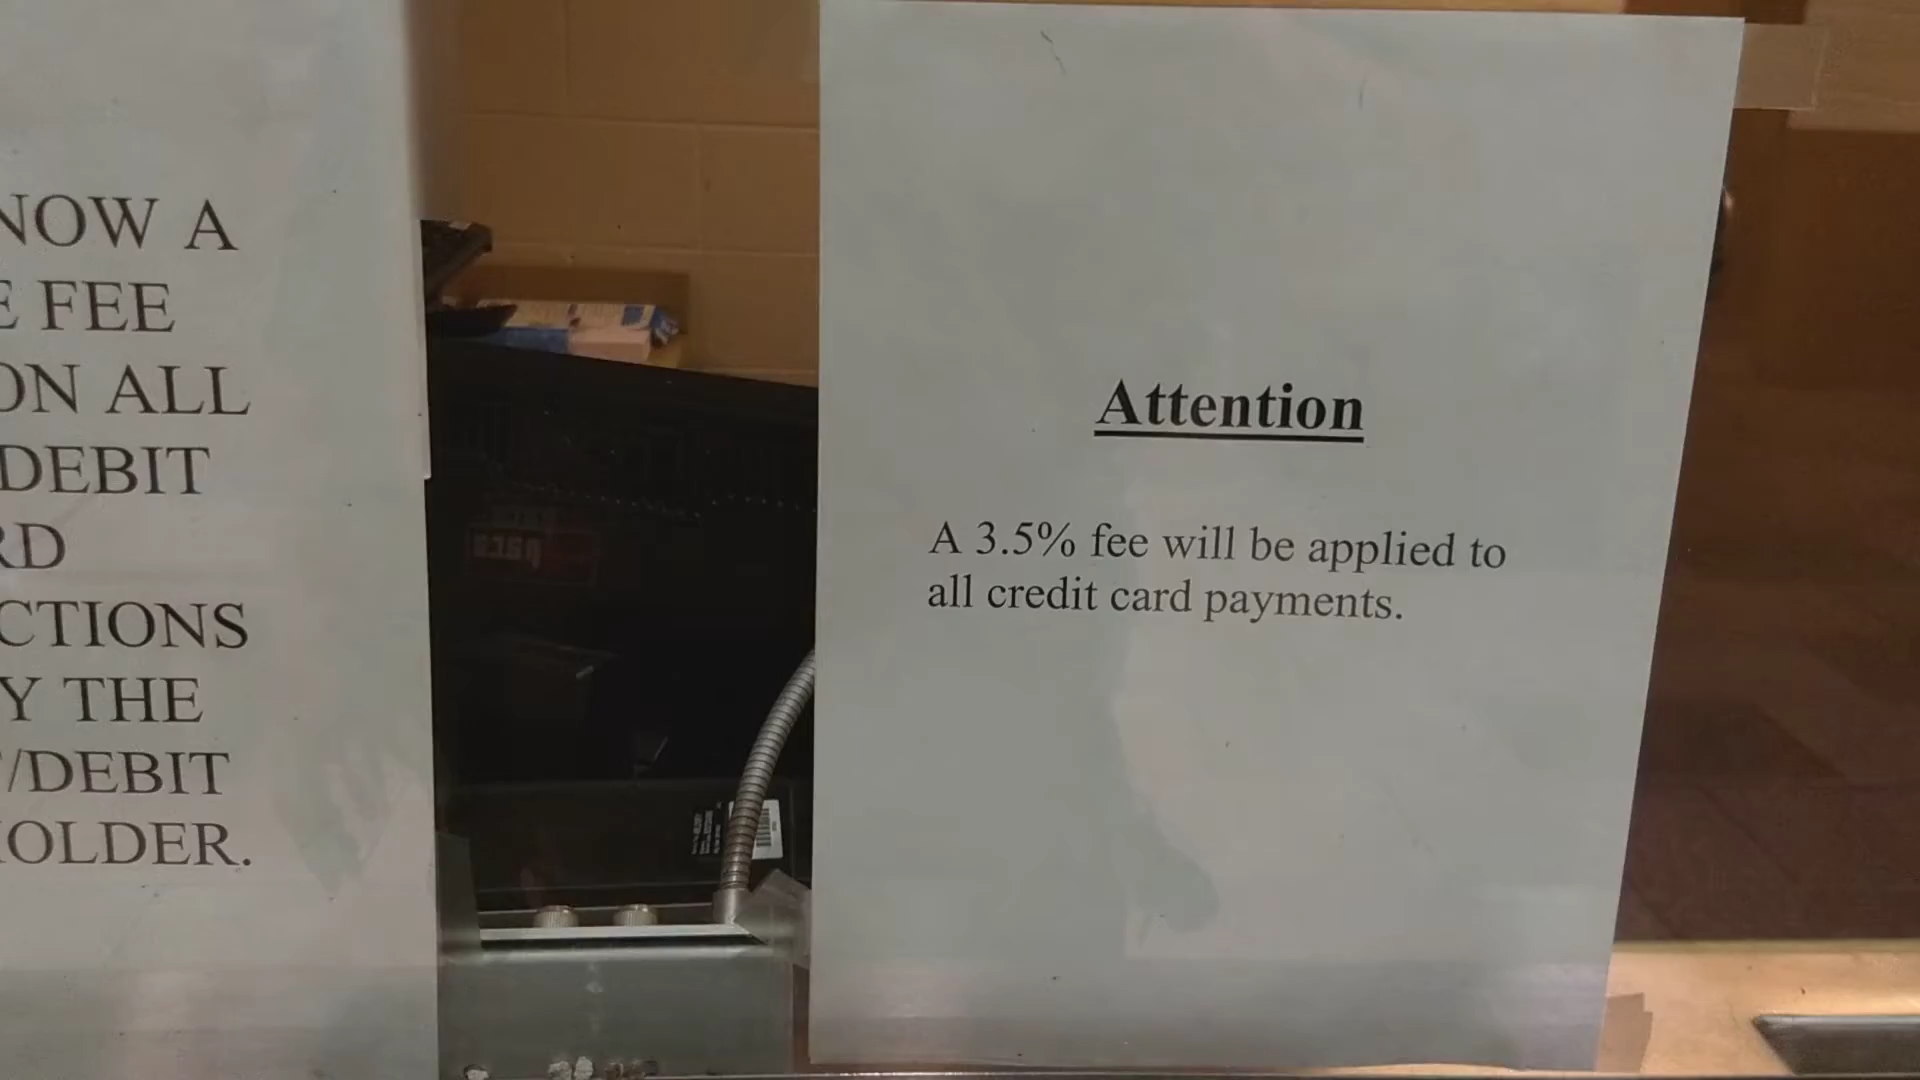 NOW A
FEE
ON ALL
DEBIT
RD
CTIONS
Y THE
/DEBIT
OLDER.
Attention
A 3.5% fee will be applied to
all credit card payments.